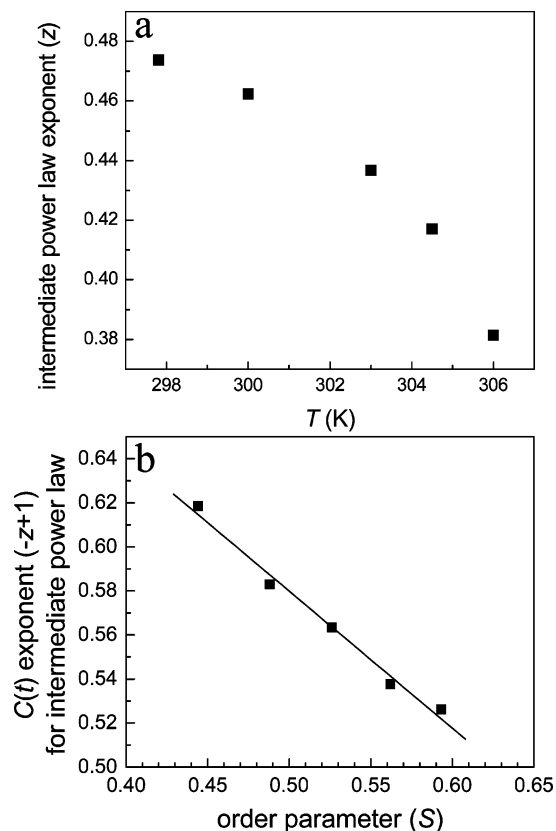 a
intermediate power law exponent (z)
0.48
0.46
0.44
0.42
0.40
0.38
298 300 302 304 306
T (K)
b
C(t) exponent (-z+1)
for intermediate power law
0.64
0.62
0.60
0.58
0.56
0.54
0.52
0.50
0.40 0.45 0.50 0.55 0.60 0.65
order parameter (S)